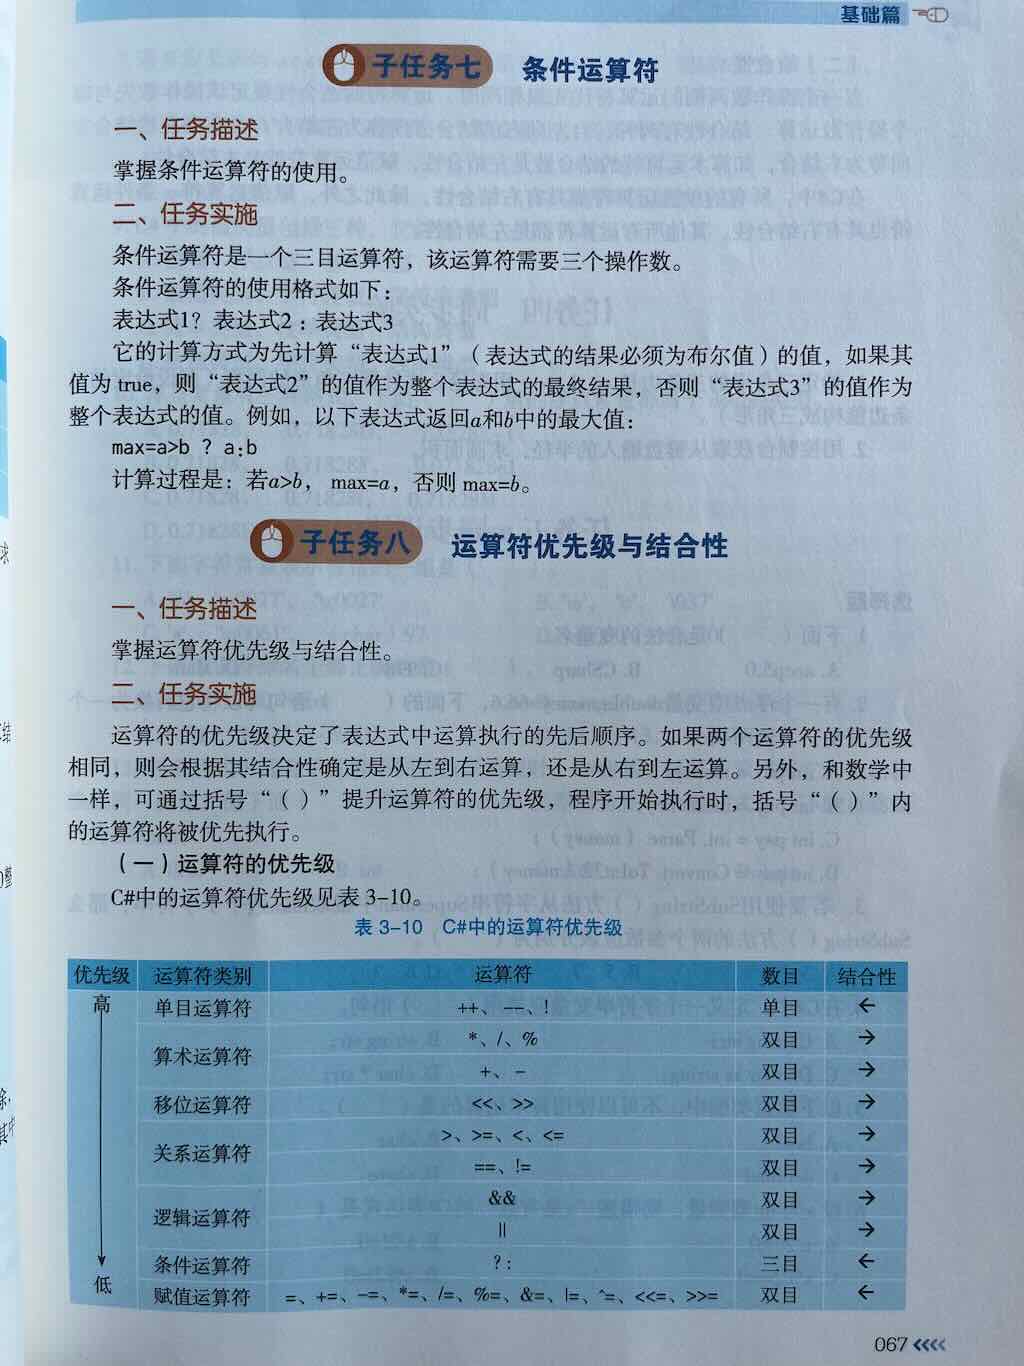 基础篇
子任务七 条件运算符
一、任务描述
掌握条件运算符的使用。
二、任务实施
条件运算符是一个三目运算符，该运算符需要三个操作数。
条件运算符的使用格式如下：
表达式1？表达式2：表达式3
它的计算方式为先计算“表达式1”（表达式的结果必须为布尔值）的值，如果其
值为 true，则“表达式2”的值作为整个表达式的最终结果，否则“表达式3”的值作为
整个表达式的值。例如，以下表达式返回a和b中的最大值：
max=a>b ? a:b
计算过程是：若a>b， max=a，否则 max=b。
子任务八 运算符优先级与结合性
一、任务描述
掌握运算符优先级与结合性。
二、任务实施
运算符的优先级决定了表达式中运算执行的先后顺序。如果两个运算符的优先级
相同，则会根据其结合性确定是从左到右运算，还是从右到左运算。另外，和数学中
一样，可通过括号“（）”提升运算符的优先级，程序开始执行时，括号“（）”内
的运算符将被优先执行。
（一）运算符的优先级
C#中的运算符优先级见表 3-10。
表 3-10 C#中的运算符优先级
优先级 运算符类别 运算符 数目 结合性
高 单目运算符 ++、--、! 单目 ←
算术运算符 *、/、% 双目 →
+、- 双目 →
移位运算符 <<、>> 双目 →
关系运算符 >、>=、<、<= 双目 →
==、!= 双目 →
逻辑运算符 && 双目 →
|| 双目 →
条件运算符 ? : 三目 ←
低 赋值运算符 =、+=、-=、*=、/=、%=、&=、|=、^=、<<=、>>= 双目 ←
067